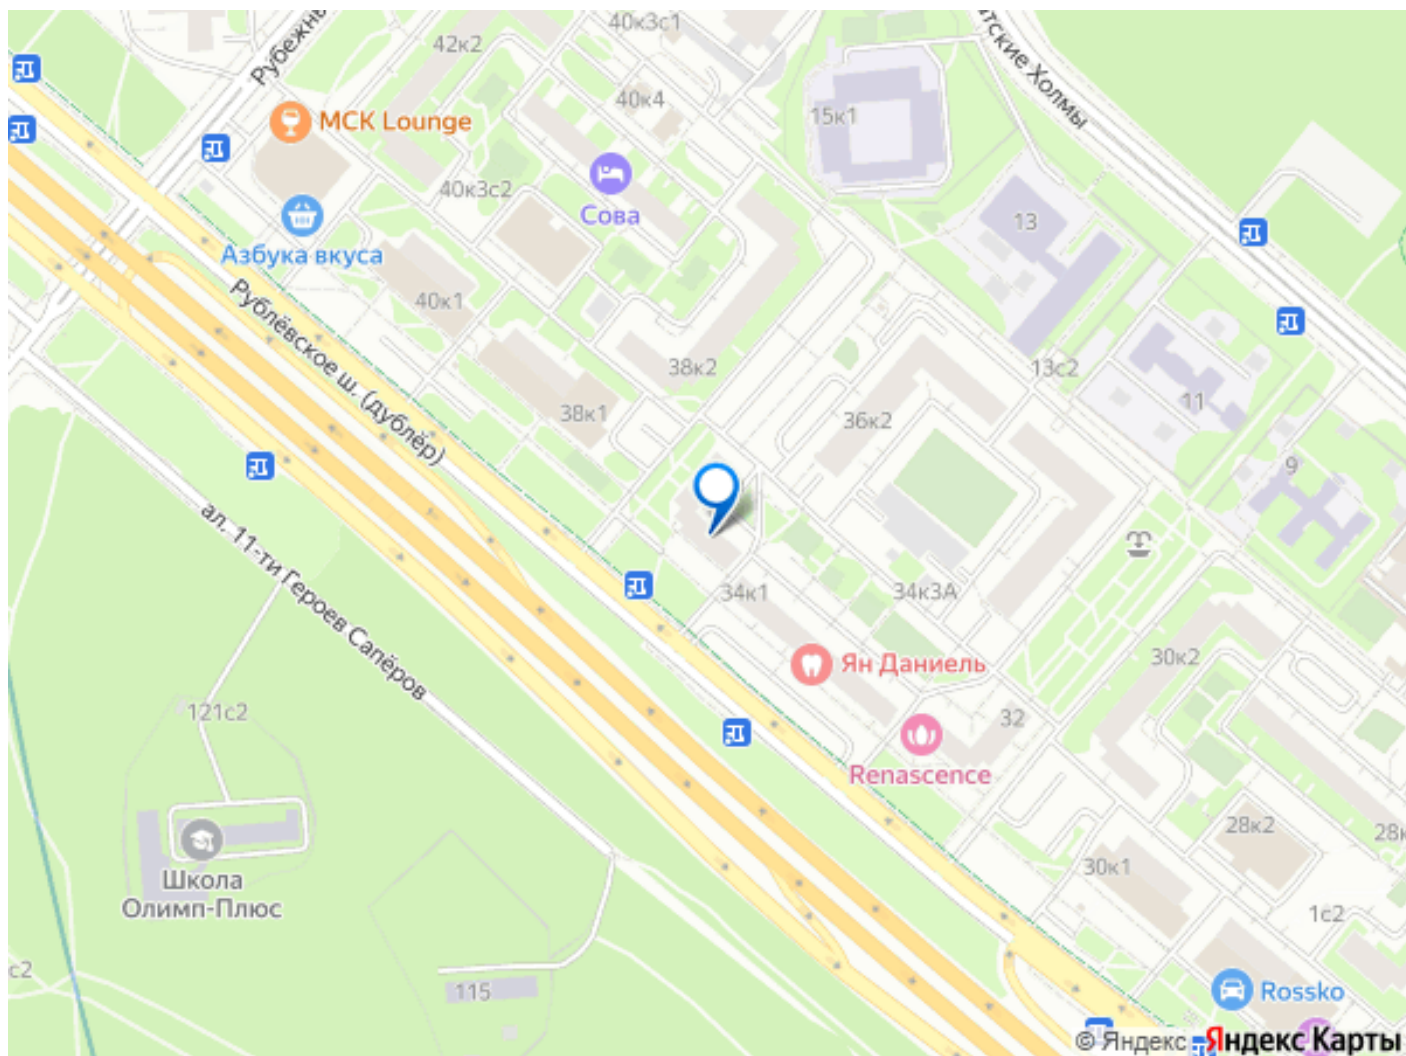 40к3с1
42к2
Рубежны
тские Холмы
40к4
15к1
МСК Lounge
40к3с2
Сова
13
Азбука вкуса
40к1
Рублёвское ш. (дублёр)
38к2
13с2
11
38к1
36к2
9
ал. 11-ти Героев Сапёров
34к1
34к3А
Ян Даниель
30к2
121с2
32
Renascence
28к2
28к
30к1
Школа
Олимп-Плюс
1с2
с2
115
Rossko
© Яндекс Яндекс Карты